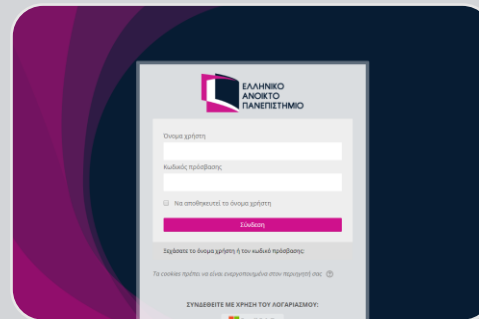 ΕΛΛΗΝΙΚΟ
ΑΝΟΙΚΤΟ
ΠΑΝΕΠΙΣΤΗΜΙΟ
Όνομα χρήστη
Κωδικός πρόσβασης
Να αποθηκευτεί το όνομα χρήστη
Σύνδεση
Ξεχάσατε το όνομα χρήστη ή τον κωδικό πρόσβασης;
Τα cookies πρέπει να είναι ενεργοποιημένα στον περιηγητή σας
ΣΥΝΔΕΘΕΙΤΕ ΜΕ ΧΡΗΣΗ ΤΟΥ ΛΟΓΑΡΙΑΣΜΟΥ: